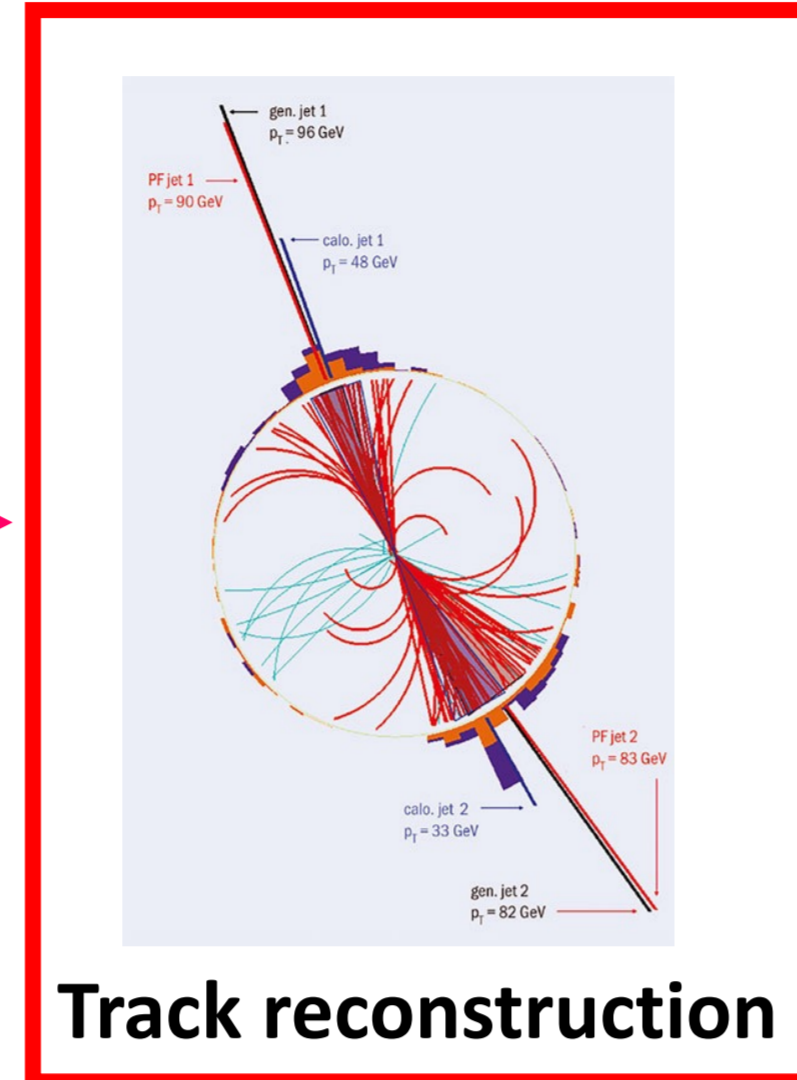 gen. jet 1
p_T = 96 GeV
PF jet 1
p_T = 90 GeV
calo. jet 1
p_T = 48 GeV
PF jet 2
p_T = 83 GeV
calo. jet 2
p_T = 33 GeV
gen. jet 2
p_T = 82 GeV
Track reconstruction